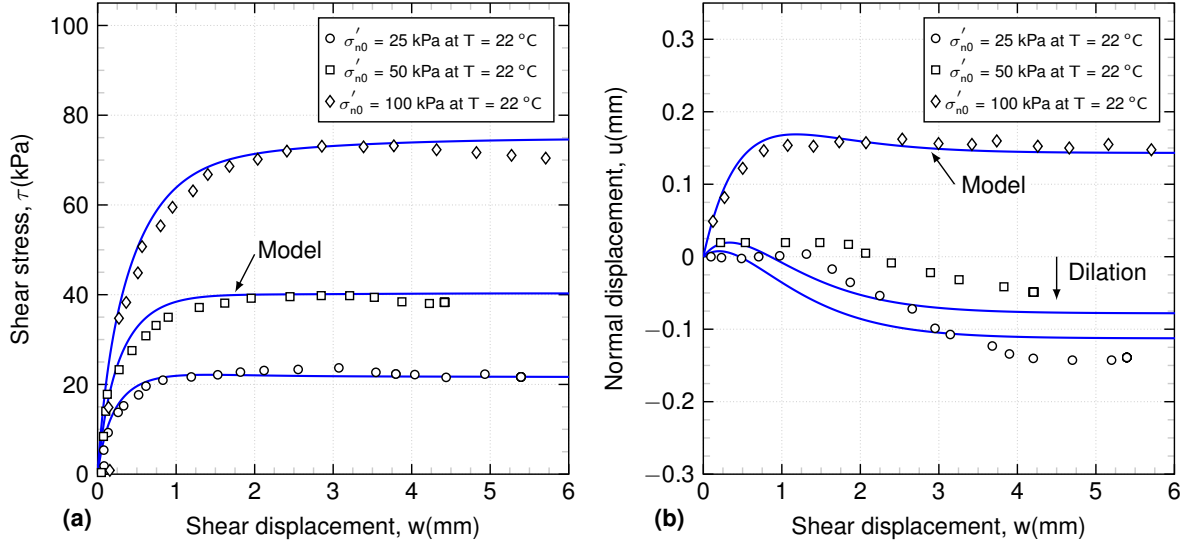 100
80
60
40
20
0
0
1
2
3
4
5
6
Shear stress, τ(kPa)
Shear displacement, w(mm)
(a)
σ′n0 = 25 kPa at T = 22 °C
σ′n0 = 50 kPa at T = 22 °C
σ′n0 = 100 kPa at T = 22 °C
Model
0.3
0.2
0.1
0
−0.1
−0.2
−0.3
0
1
2
3
4
5
6
Normal displacement, u(mm)
Shear displacement, w(mm)
(b)
σ′n0 = 25 kPa at T = 22 °C
σ′n0 = 50 kPa at T = 22 °C
σ′n0 = 100 kPa at T = 22 °C
Model
Dilation